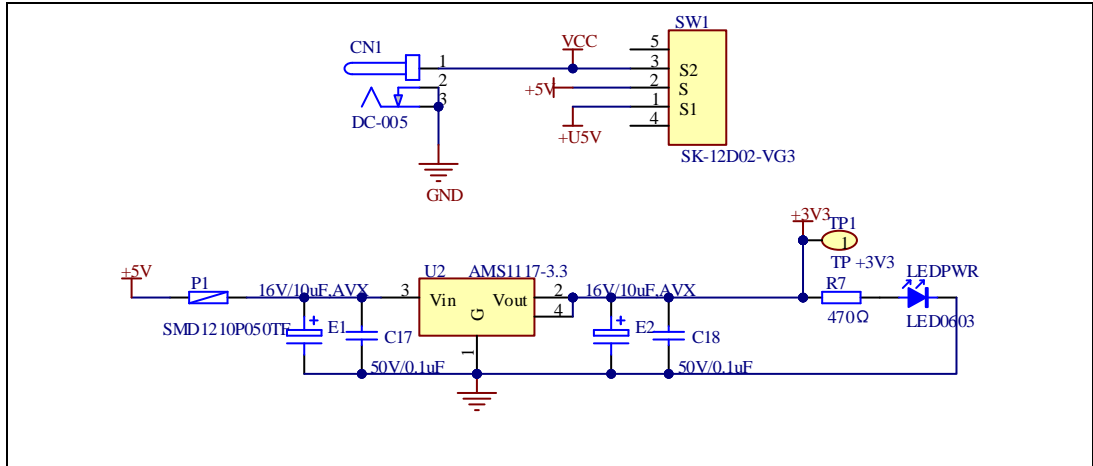 SW1
CN1
VCC
5
1
3
S2
2
+5V
2
S
3
1
S1
DC-005
+U5V
4
SK-12D02-VG3
GND
+3V3
TP1
1
+5V
P1
U2
AMS1117-3.3
TP +3V3
R7
LEDPWR
16V/10uF,AVX
3
Vin
Vout
2
16V/10uF,AVX
4
SMD1210P050TF
E1
C17
G
1
E2
C18
470Ω
LED0603
50V/0.1uF
50V/0.1uF